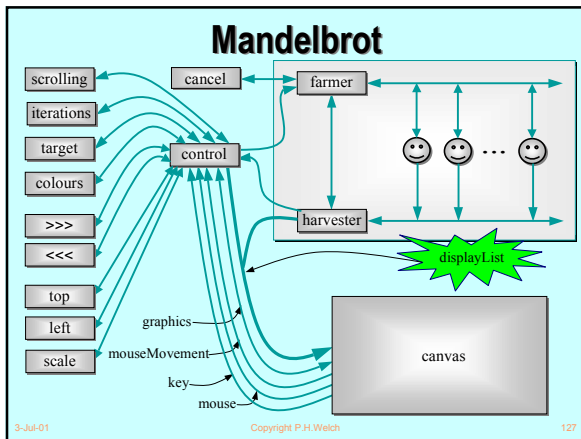 Mandelbrot
scrolling
cancel
farmer
iterations
target
control
colours
>>>
<<<
harvester
• • •
displayList
top
left
scale
graphics
mouseMovement
key
mouse
canvas
3-Jul-01
Copyright P.H.Welch
127